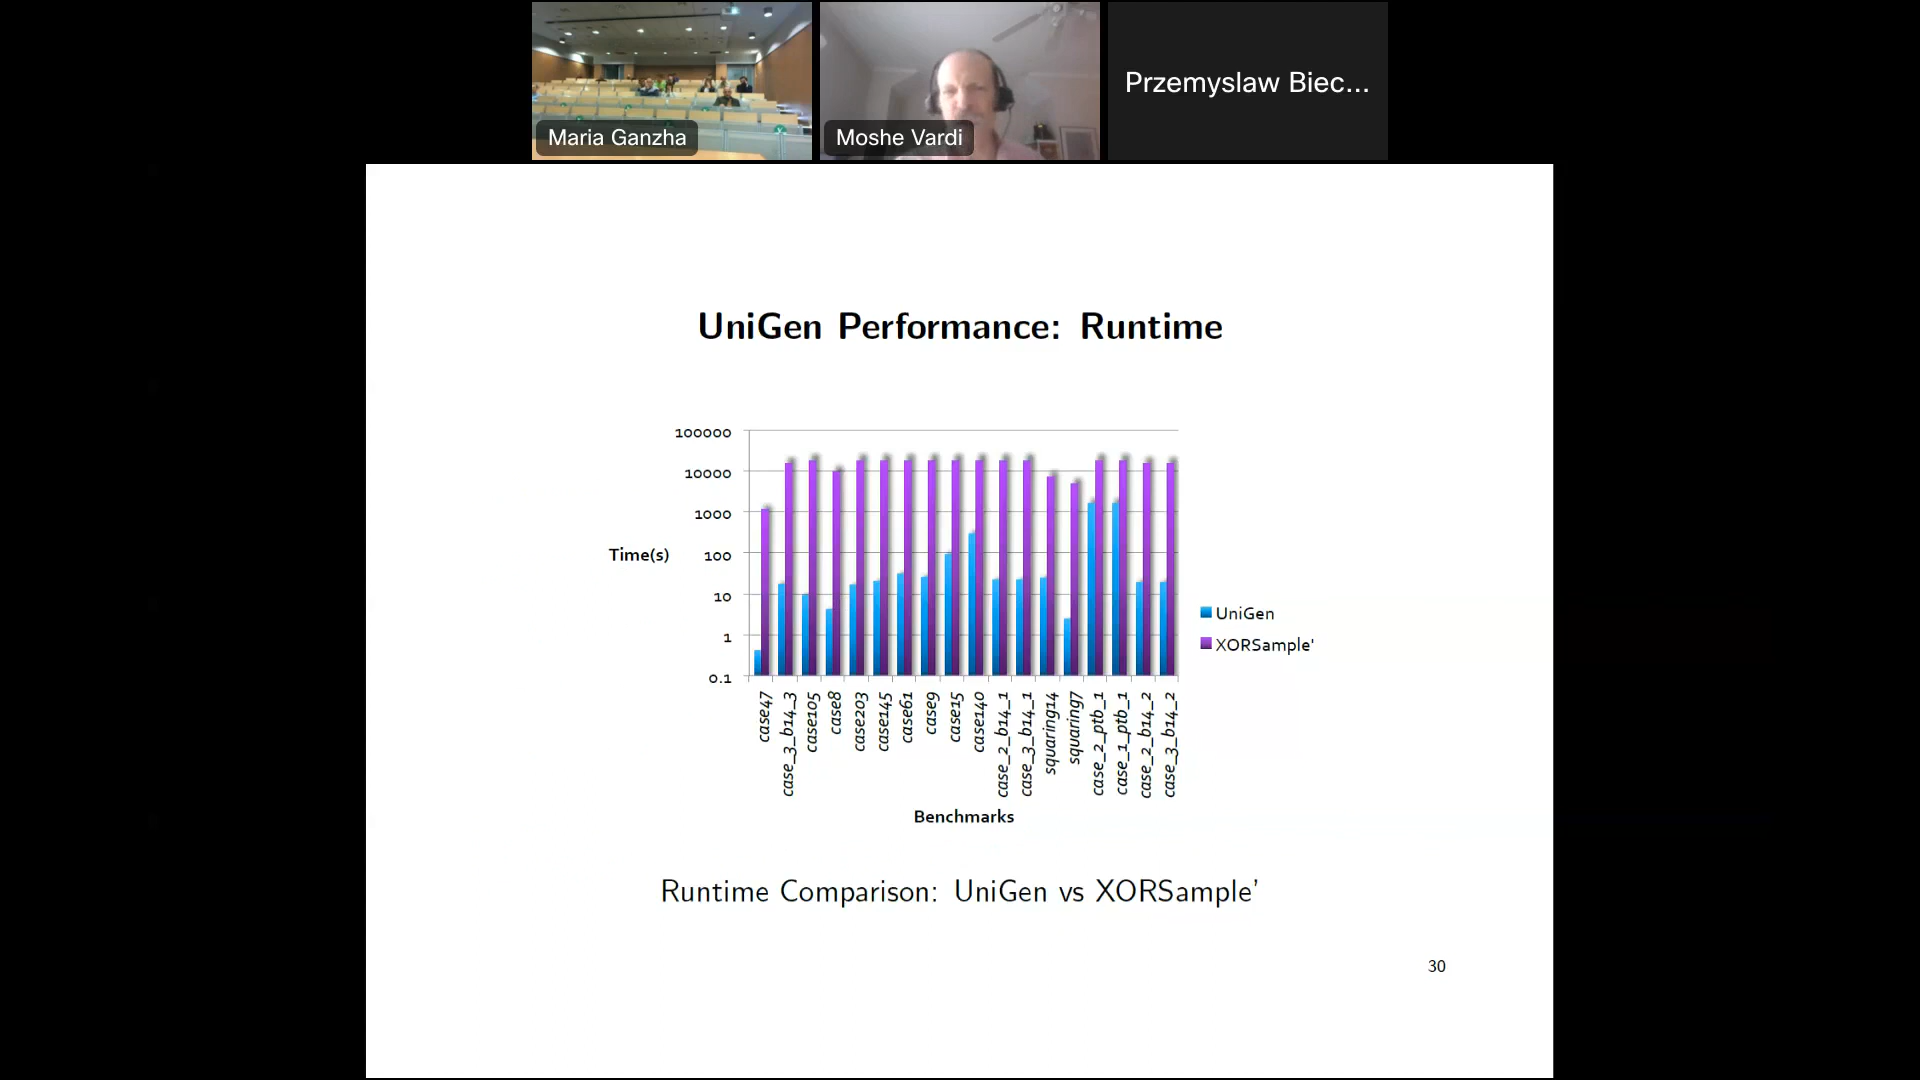 Maria Ganzha
Moshe Vardi
Przemyslaw Biec...
UniGen Performance: Runtime
100000
10000
1000
100
10
1
0.1
Time(s)
case47
case_3_b14_3
case105
case8
case203
case145
case61
case9
case15
case140
case_2_b14_1
case_3_b14_1
squaring14
squaring7
case_2_ptb_1
case_1_ptb_1
case_2_b14_2
case_3_b14_2
Benchmarks
UniGen
XORSample'
Runtime Comparison: UniGen vs XORSample’
30